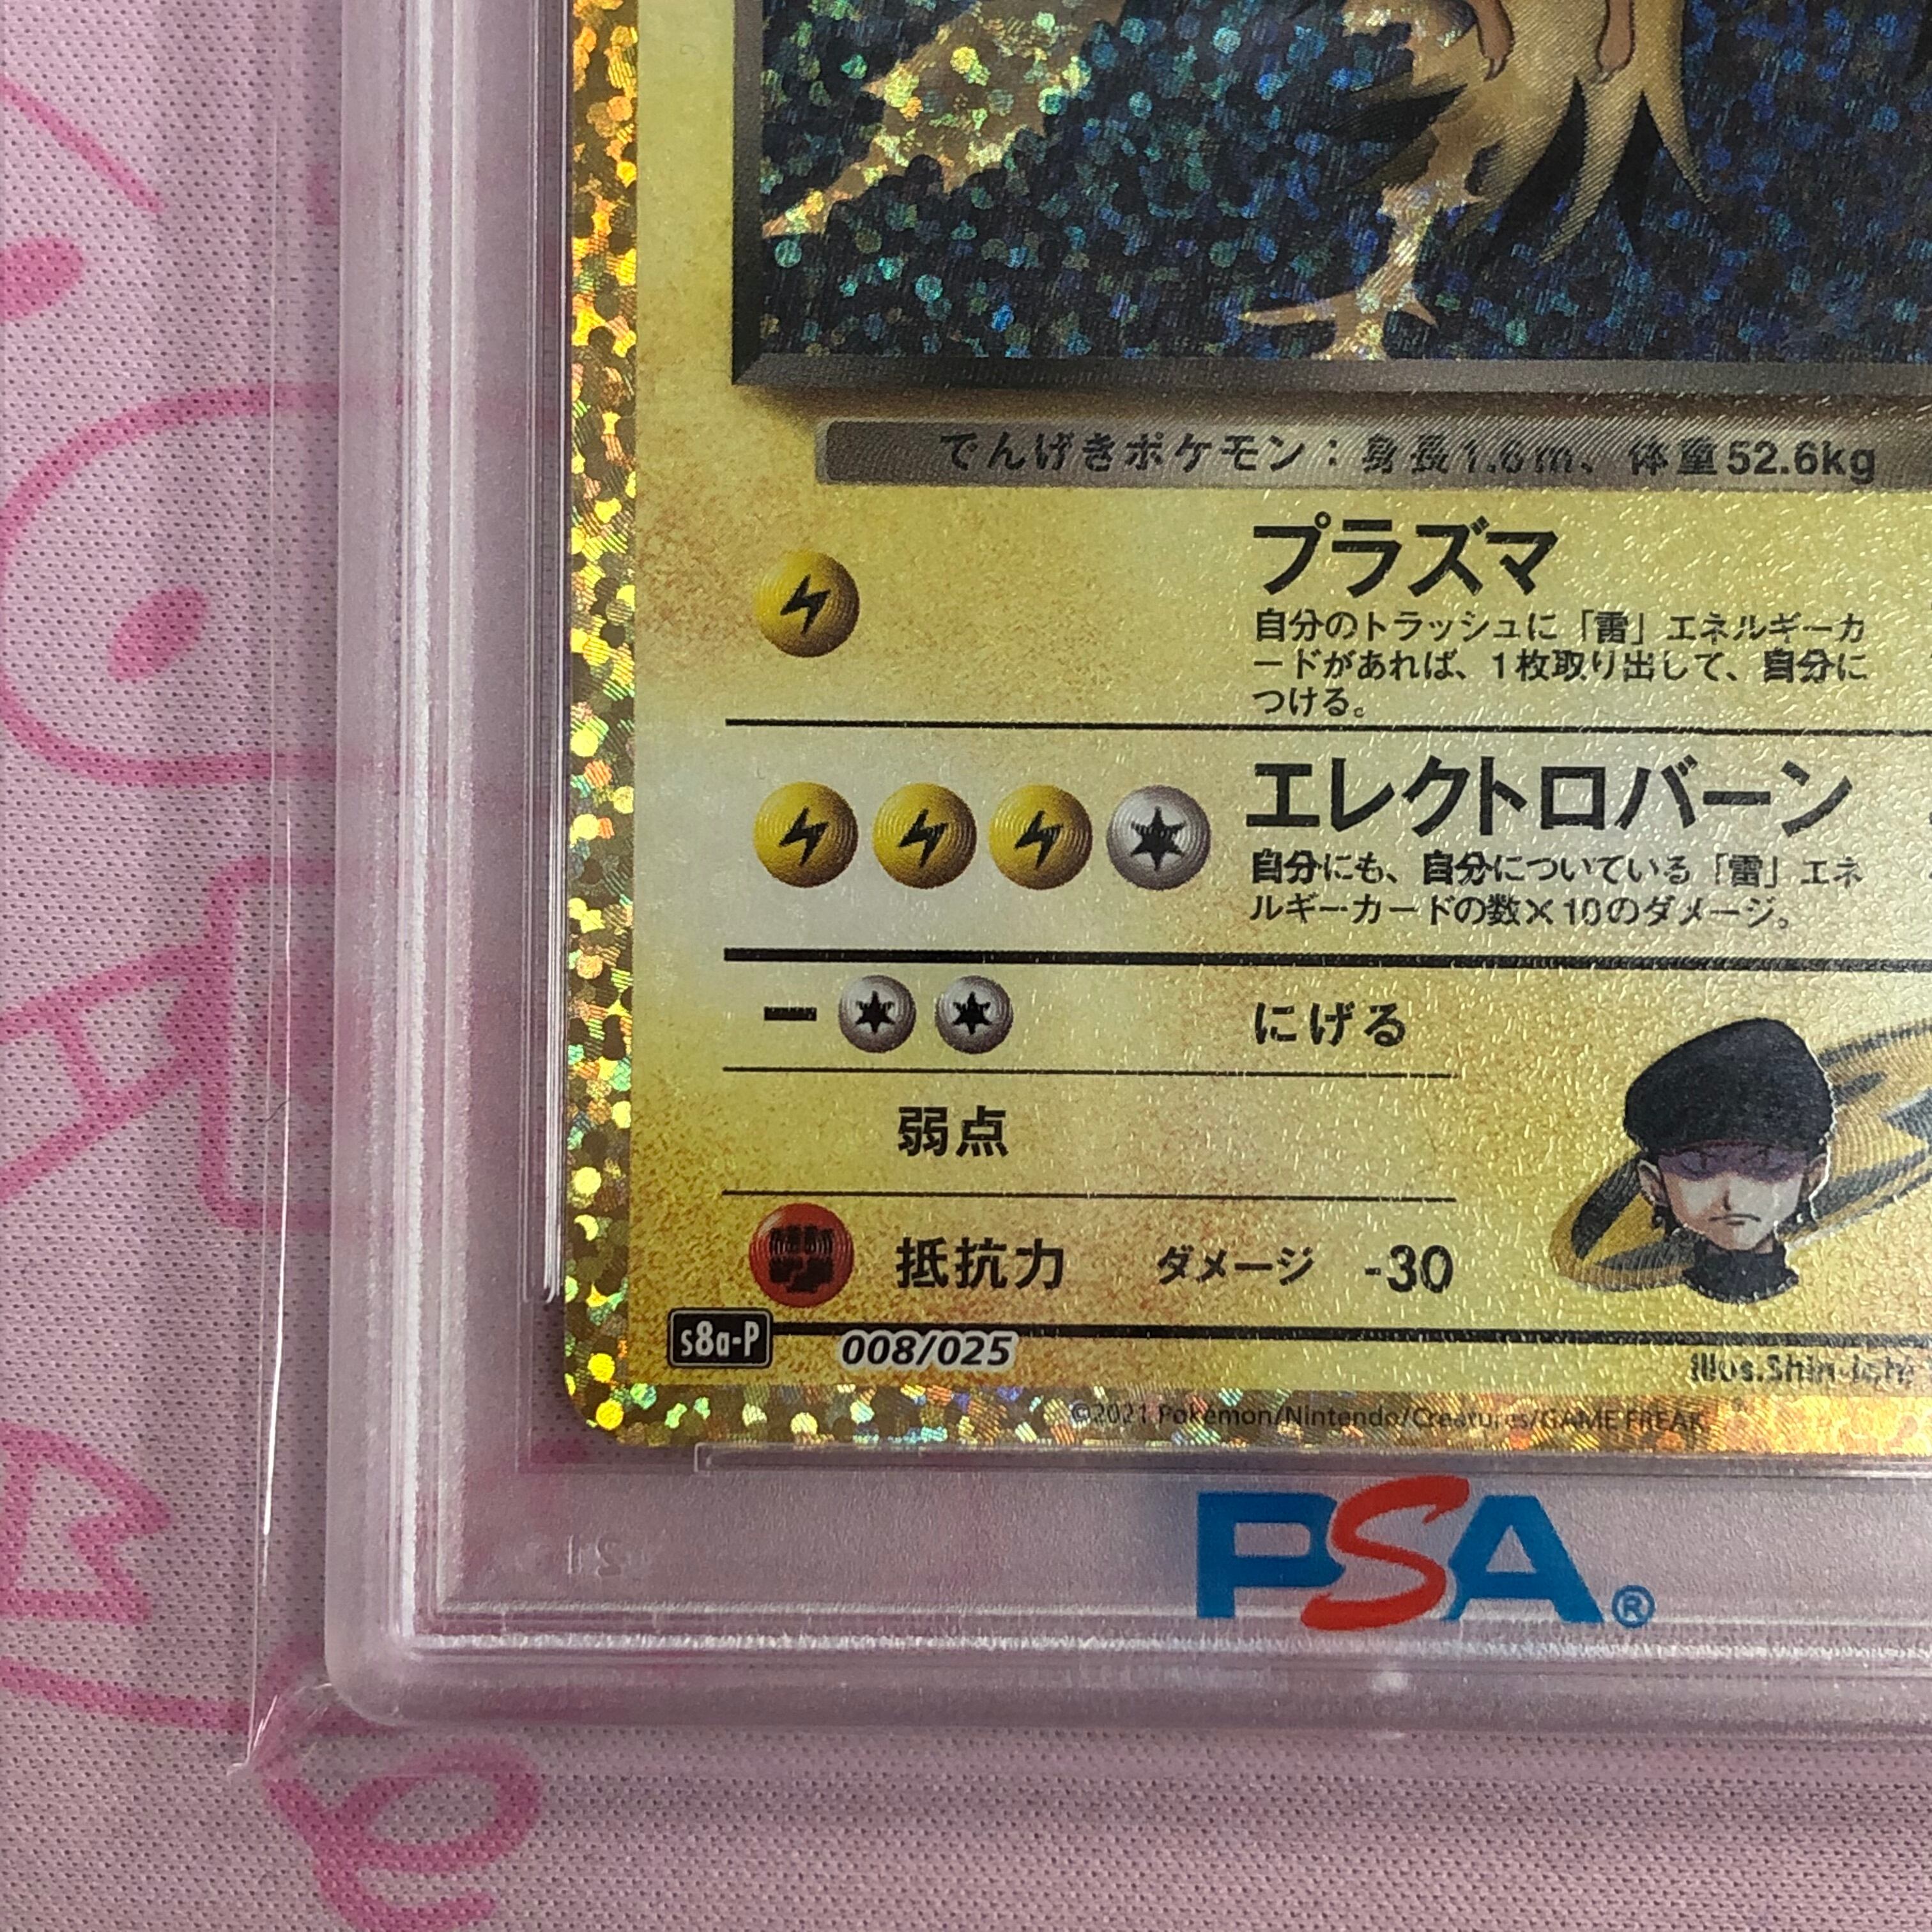 でんげきポケモン：身長1.6m、体重52.6kg
プラズマ
自分のトラッシュに「雷」エネルギーカ
ードがあれば、1枚取り出して、自分に
つける。
エレクトロバーン
自分にも、自分についている「雷」エネ
ルギーカードの数×10のダメージ。
ー にげる
弱点
抵抗力 ダメージ -30
s8a-P 008/025
illus.Shin-ichi
©2021 Pokémon/Nintendo/Creatures/GAME FREAK
PSA®